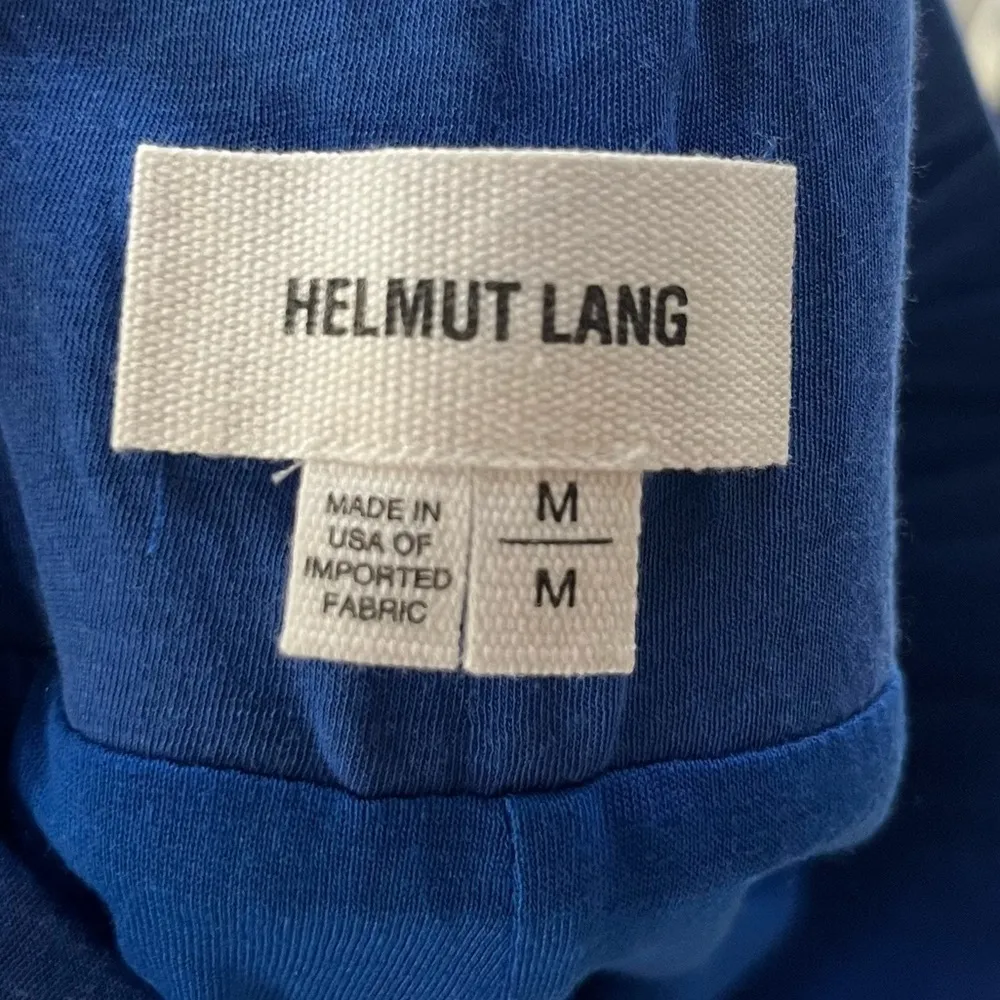 HELMUT LANG
MADE IN
USA OF
IMPORTED
FABRIC
M
M